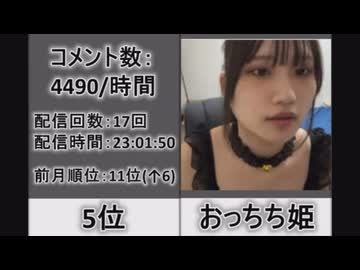 コメント数:
4490/時間
配信回数:17回
配信時間:23:01:50
前月順位:11位(↑6)
5位
おっちち姫